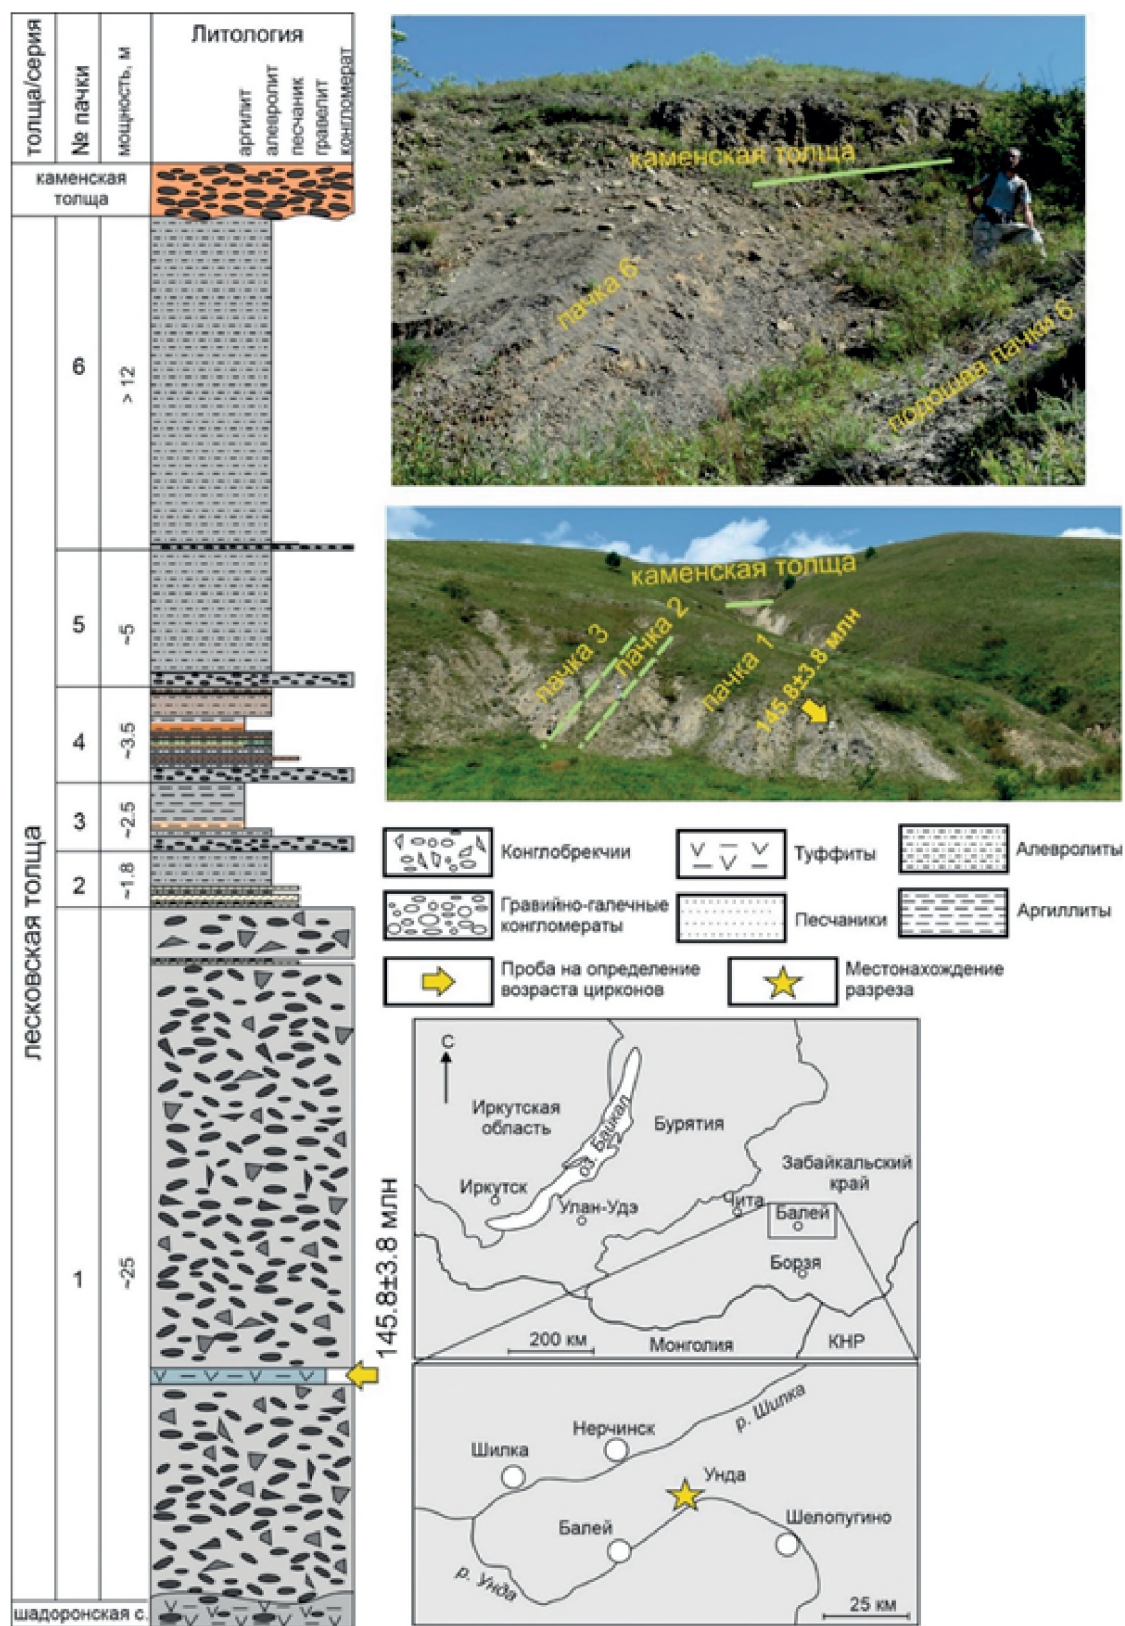 толща/серия
№ пачки
мощность, м
Литология
аргилит
алевролит
песчаник
гравелит
конгломерат
каменская
толща
6
> 12
5
~5
4
~3.5
3
~2.5
2
~1.8
1
~25
лесковская толща
шадоронская с.
145.8±3.8 млн
каменская толща
пачка 6
подошва пачки 6
каменская толща
пачка 3
пачка 2
пачка 1
145.8±3.8 млн
Конглобрекчии
Туффиты
Алевролиты
Гравийно-галечные
конгломераты
Песчаники
Аргиллиты
Проба на определение
возраста цирконов
Местонахождение
разреза
С
Иркутская
область
оз. Байкал
Бурятия
Забайкальский
край
Иркутск
Улан-Удэ
Чита
Балей
Борзя
200 км
Монголия
КНР
р. Шилка
Нерчинск
Шилка
Унда
Шелопугино
Балей
р. Унда
25 км